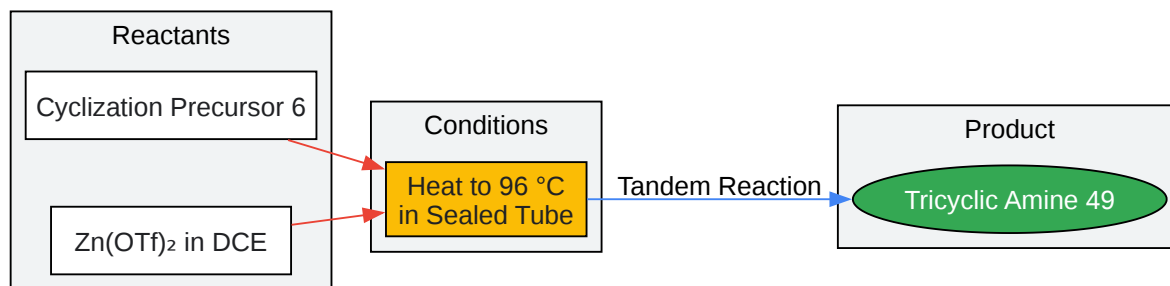 Reactants
Cyclization Precursor 6
Zn(OTf)₂ in DCE
Conditions
Heat to 96 °C
in Sealed Tube
Tandem Reaction
Product
Tricyclic Amine 49